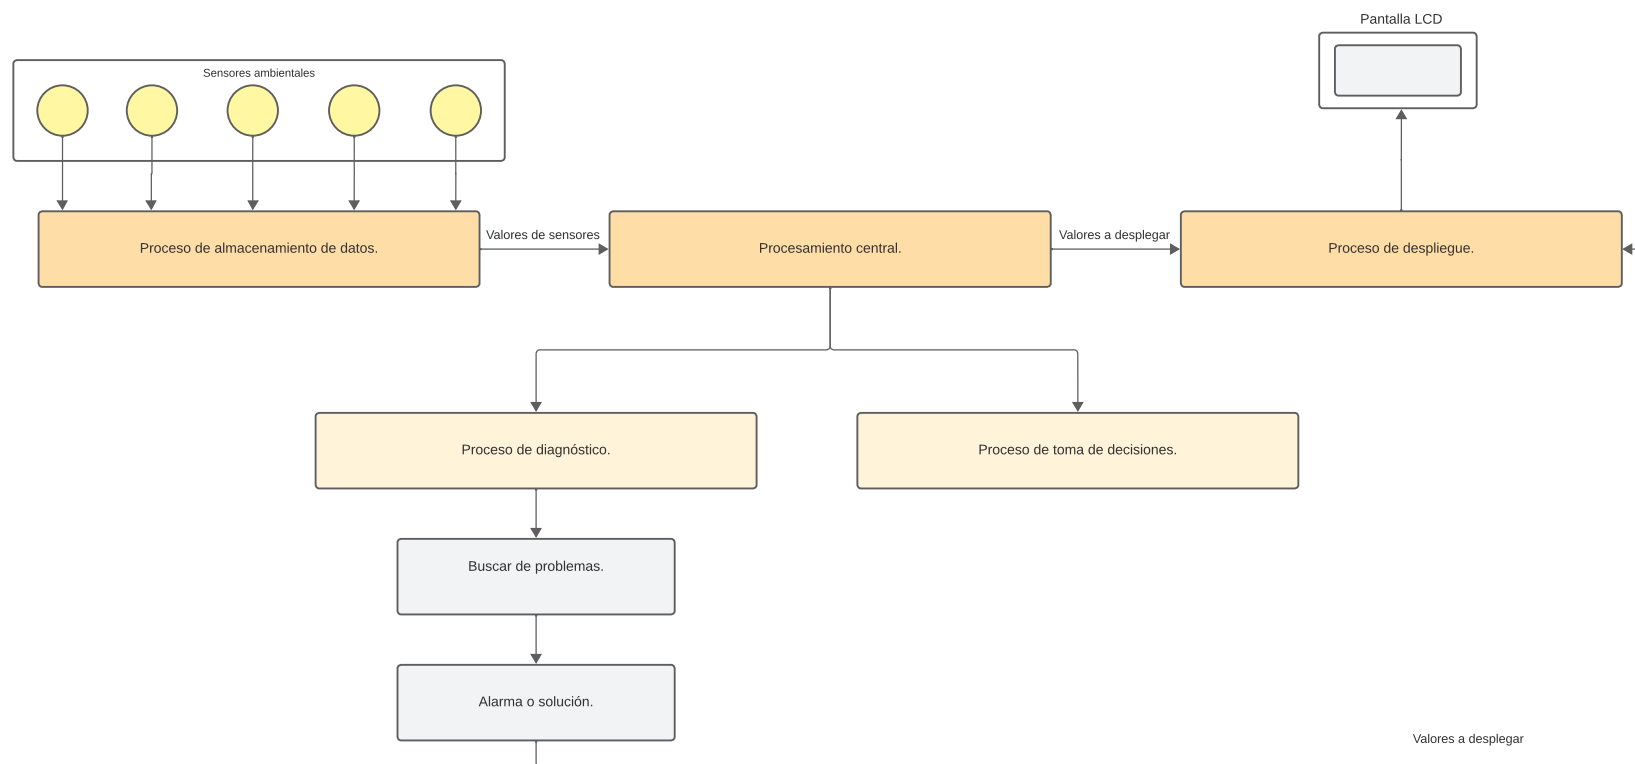 Pantalla LCD
Sensores ambientales
Proceso de almacenamiento de datos.
Valores de sensores
Procesamiento central.
Valores a desplegar
Proceso de despliegue.
Proceso de diagnóstico.
Proceso de toma de decisiones.
Buscar de problemas.
Alarma o solución.
Valores a desplegar